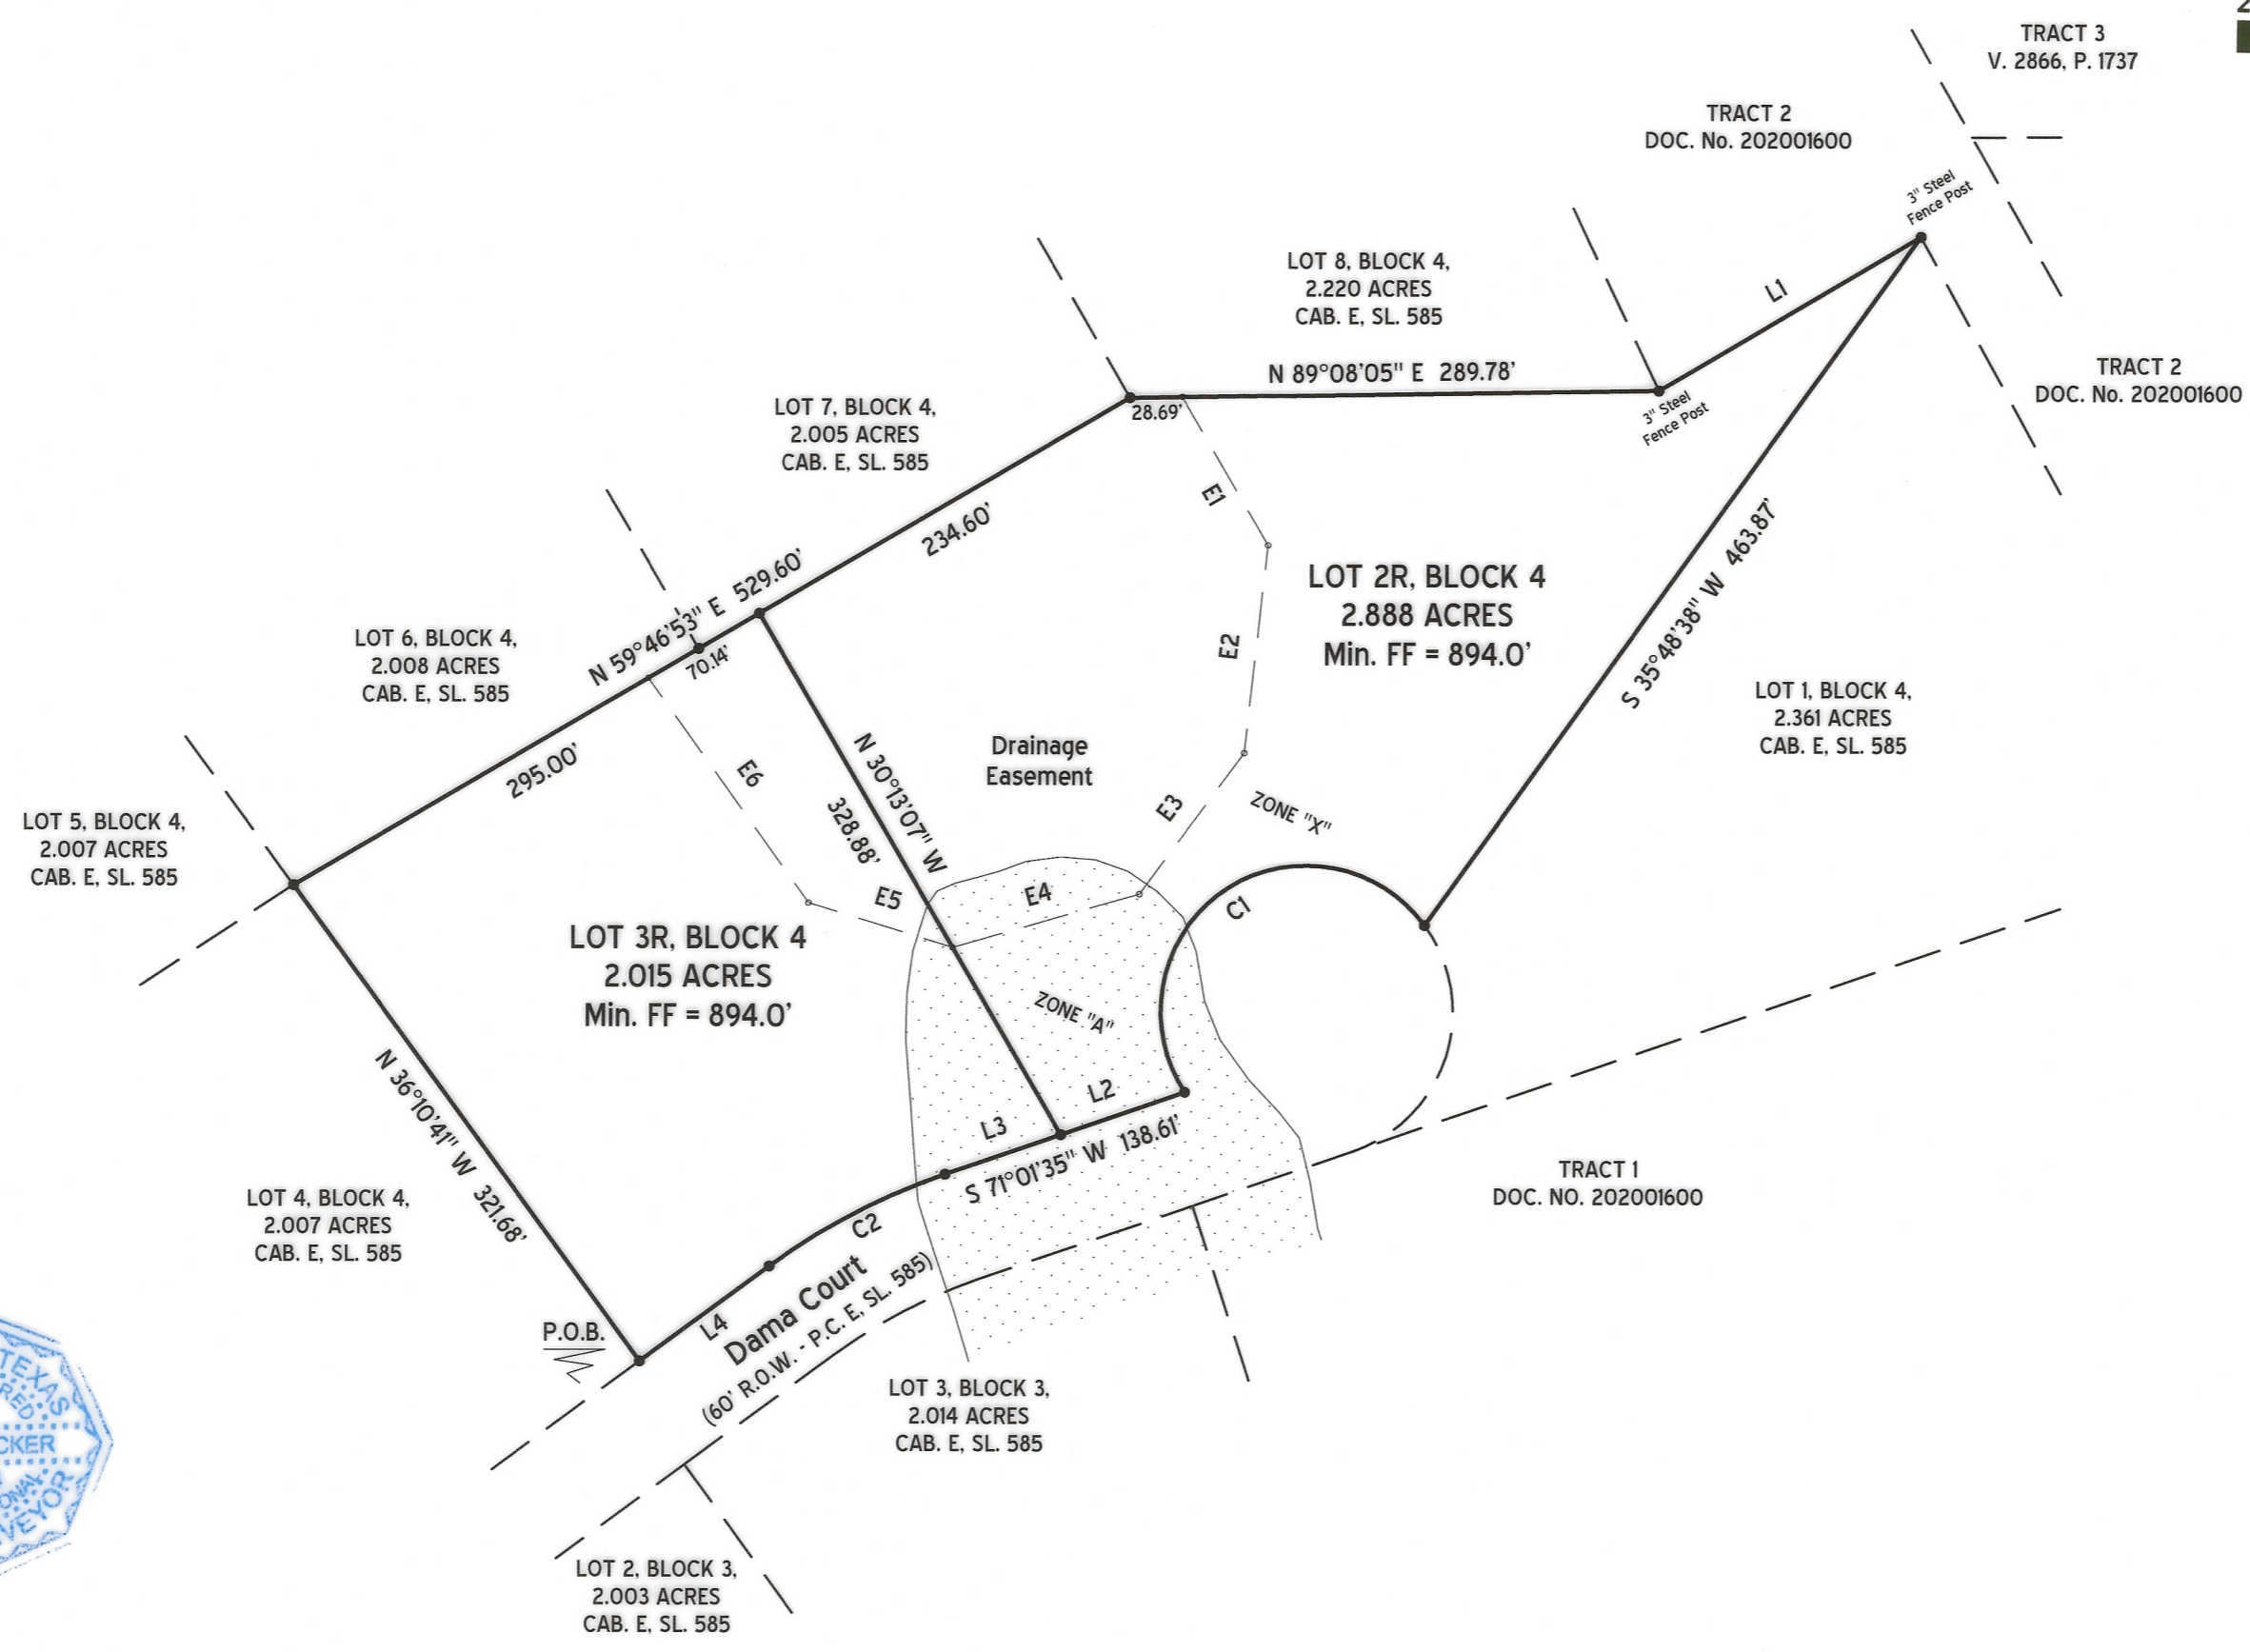 TRACT 3
V. 2866, P. 1737
TRACT 2
DOC. No. 202001600
3" Steel
Fence Post
LOT 8, BLOCK 4,
2.220 ACRES
CAB. E, SL. 585
L1
N 89°08'05" E 289.78'
28.69'
3" Steel
Fence Post
TRACT 2
DOC. No. 202001600
LOT 7, BLOCK 4,
2.005 ACRES
CAB. E, SL. 585
E1
234.60'
S 35°48'38" W 463.87'
LOT 2R, BLOCK 4
2.888 ACRES
Min. FF = 894.0'
N 59°46'53" E 529.60'
70.14'
E2
LOT 6, BLOCK 4,
2.008 ACRES
CAB. E, SL. 585
LOT 1, BLOCK 4,
2.361 ACRES
CAB. E, SL. 585
295.00'
E6
N 30°13'07" W
328.88'
Drainage
Easement
E3
ZONE "X"
LOT 5, BLOCK 4,
2.007 ACRES
CAB. E, SL. 585
E5
E4
C1
LOT 3R, BLOCK 4
2.015 ACRES
Min. FF = 894.0'
ZONE "A"
N 36°10'41" W 321.68'
L2
L3
S 71°01'35" W 138.61'
TRACT 1
DOC. NO. 202001600
LOT 4, BLOCK 4,
2.007 ACRES
CAB. E, SL. 585
C2
P.O.B.
L4
Dama Court
(60' R.O.W. - P.C. E, SL. 585)
LOT 3, BLOCK 3,
2.014 ACRES
CAB. E, SL. 585
LOT 2, BLOCK 3,
2.003 ACRES
CAB. E, SL. 585
TEXAS